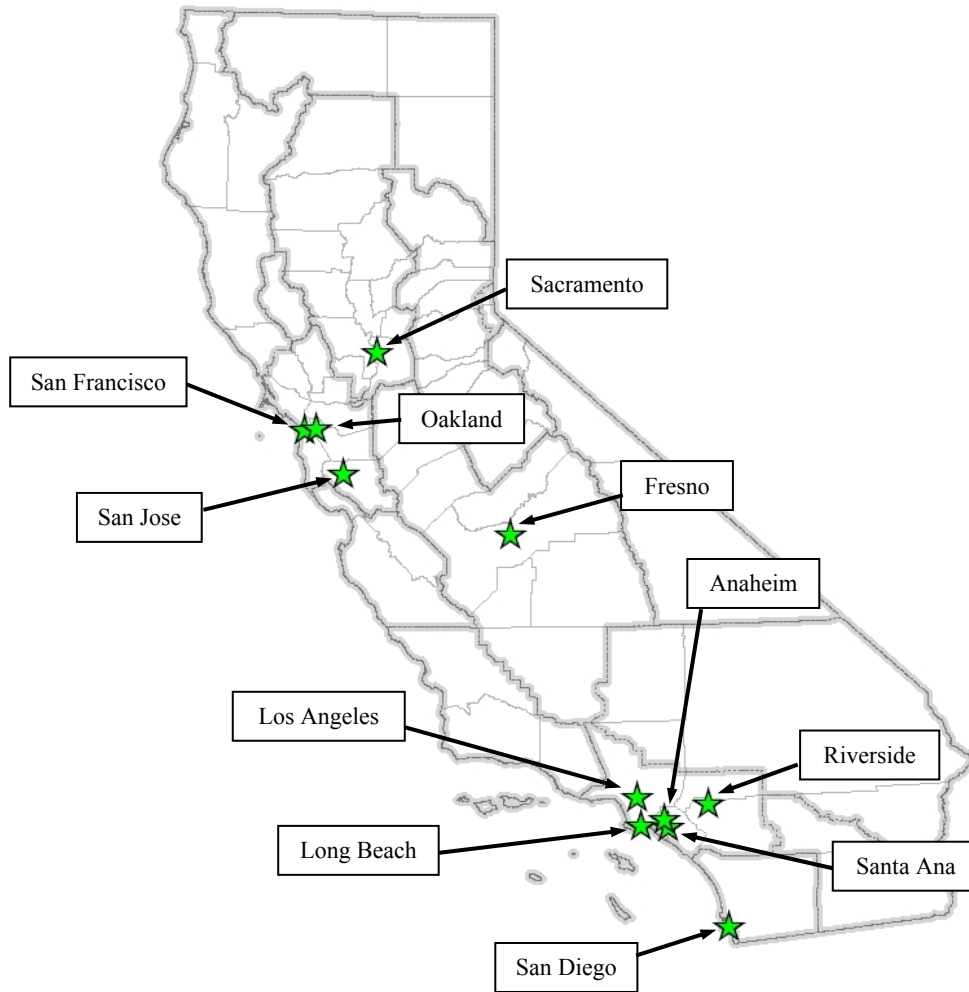 Sacramento
San Francisco
Oakland
Fresno
San Jose
Anaheim
Los Angeles
Riverside
Long Beach
Santa Ana
San Diego